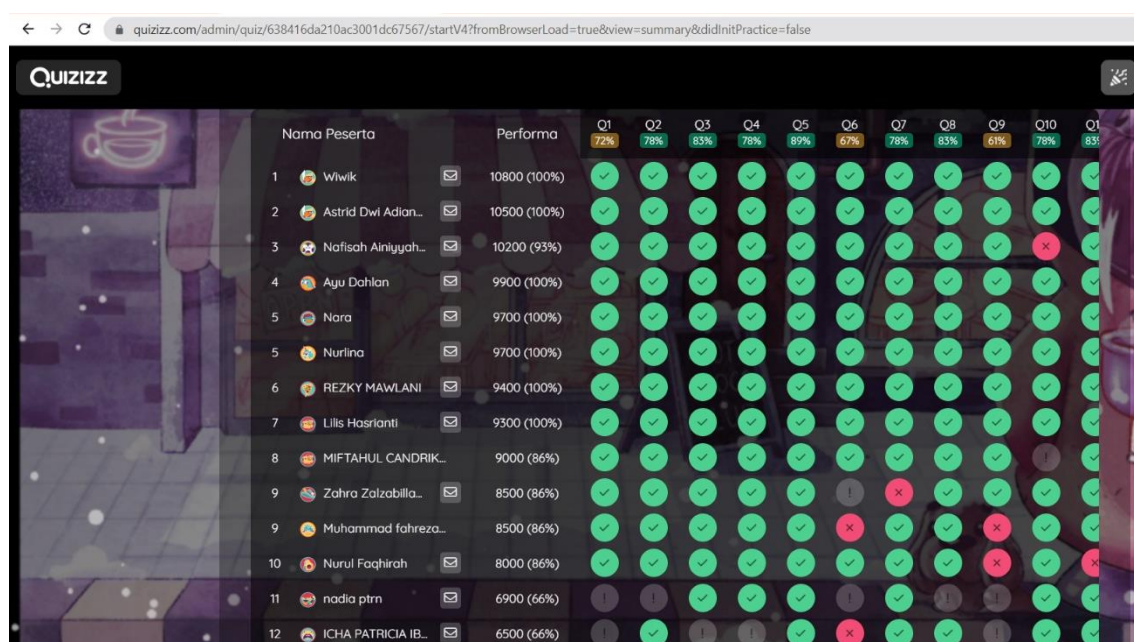 quizizz.com/admin/quiz/638416da210ac3001dc67567/startV4?fromBrowserLoad=true&view=summary&didInitPractice=false
QUIZIZZ
Nama Peserta Performa Q1 Q2 Q3 Q4 Q5 Q6 Q7 Q8 Q9 Q10
72% 78% 83% 78% 89% 67% 78% 83% 61% 78%
1 Wiwik 10800 (100%)
2 Astrid Dwi Adian... 10500 (100%)
3 Nafisah Ainiyyah... 10200 (93%)
4 Ayu Dahlan 9900 (100%)
5 Nara 9700 (100%)
5 Nurlina 9700 (100%)
6 REZKY MAWLANI 9400 (100%)
7 Lilis Hasrianti 9300 (100%)
8 MIFTAHUL CANDRIK... 9000 (86%)
9 Zahra Zalzabilla... 8500 (86%)
9 Muhammad fahreza... 8500 (86%)
10 Nurul Faqhirah 8000 (86%)
11 nadia ptrn 6900 (66%)
12 ICHA PATRICIA IB... 6500 (66%)